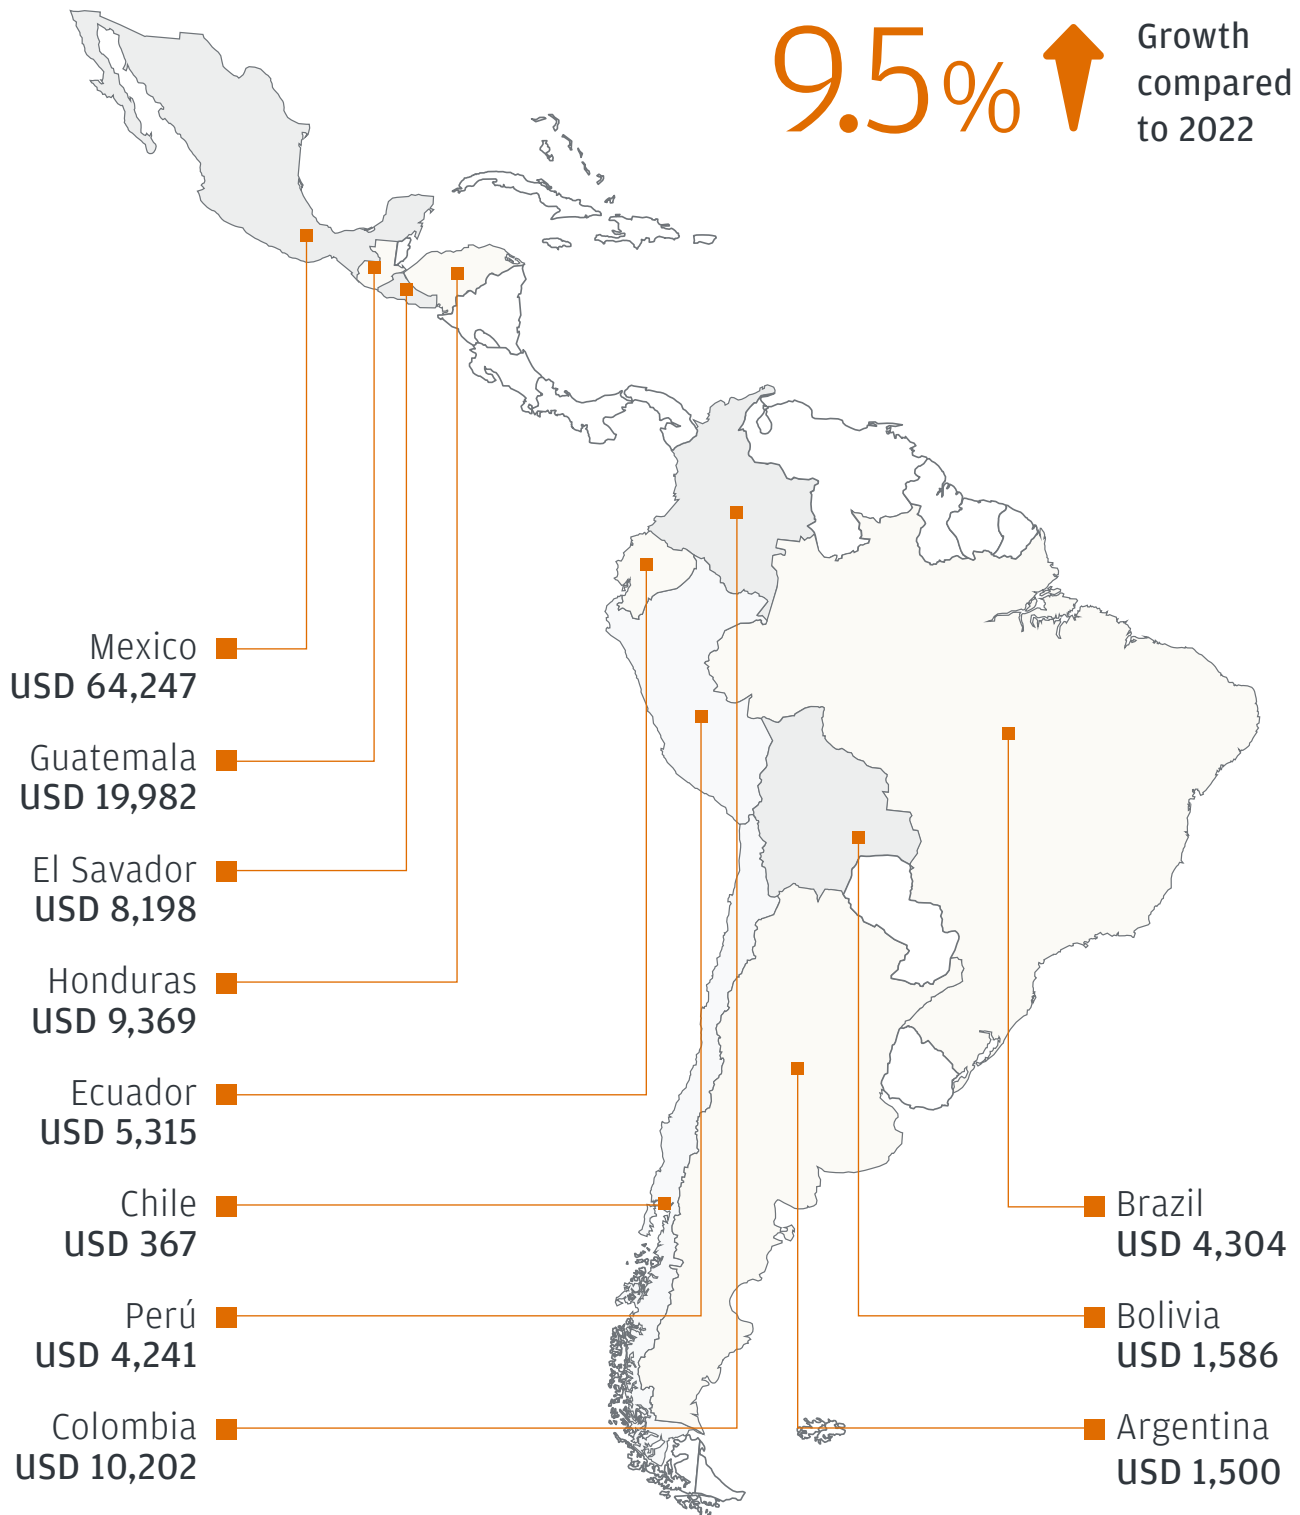 9.5%
Growth
compared
to 2022
Mexico
USD 64,247
Guatemala
USD 19,982
El Savador
USD 8,198
Honduras
USD 9,369
Ecuador
USD 5,315
Chile
USD 367
Perú
USD 4,241
Colombia
USD 10,202
Brazil
USD 4,304
Bolivia
USD 1,586
Argentina
USD 1,500